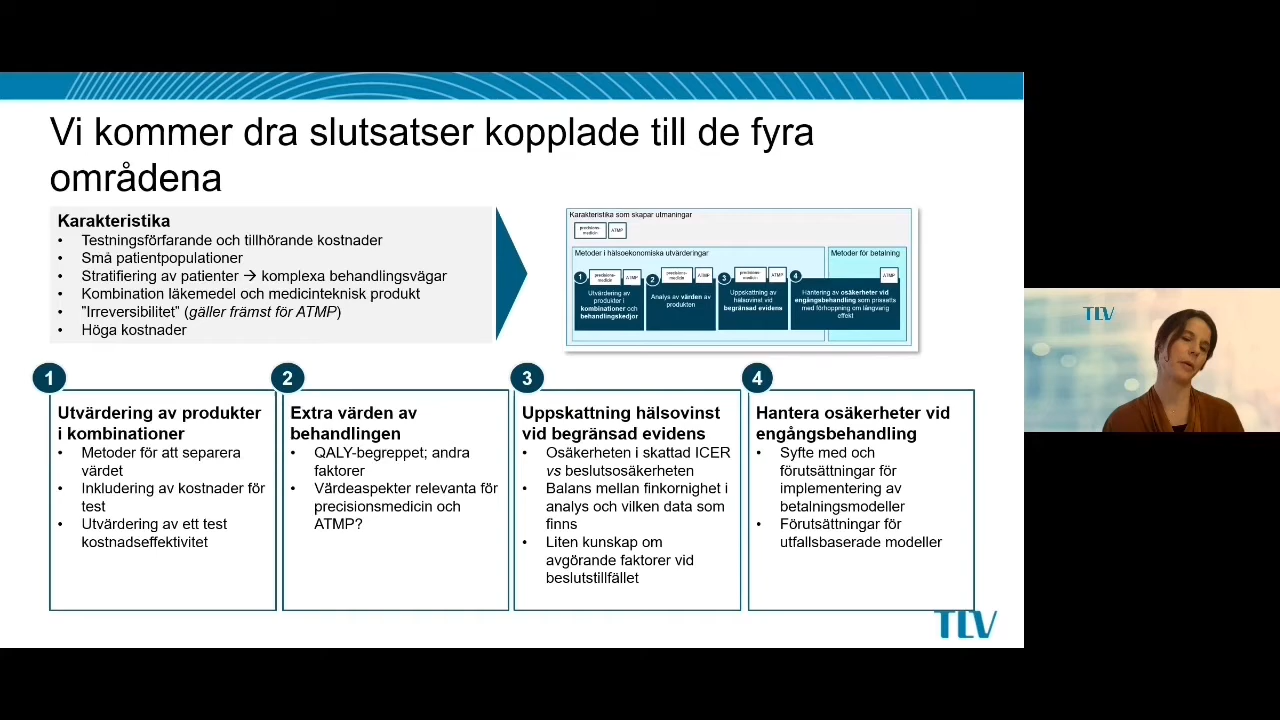 Vi kommer dra slutsatser kopplade till de fyra
områdena
Karakteristika
• Testningsförfarande och tillhörande kostnader
• Små patientpopulationer
• Stratifiering av patienter → komplexa behandlingsvägar
• Kombination läkemedel och medicinteknisk produkt
• ”Irreversibilitet” (gäller främst för ATMP)
• Höga kostnader
Karakteristika som skapar utmaningar
precisions-
medicin
ATMP
Metoder i hälsoekonomiska utvärderingar
Metoder för betalning
1
precisions-
medicin
ATMP
Utvärdering av
produkter i
kombinationer och
behandlingskedjor
2
precisions-
medicin
ATMP
Analys av värden av
produkten
3
precisions-
medicin
ATMP
Uppskattning av
hälsovinst vid
begränsad evidens
4
ATMP
Hantering av osäkerheter vid
engångsbehandling som prissatts
med förhoppning om långvarig
effekt
1
Utvärdering av produkter
i kombinationer
• Metoder för att separera
värdet
• Inkludering av kostnader för
test
• Utvärdering av ett test
kostnadseffektivitet
2
Extra värden av
behandlingen
• QALY-begreppet; andra
faktorer
• Värdeaspekter relevanta för
precisionsmedicin och
ATMP?
3
Uppskattning hälsovinst
vid begränsad evidens
• Osäkerheten i skattad ICER
vs beslutsosäkerheten
• Balans mellan finkornighet i
analys och vilken data som
finns
• Liten kunskap om
avgörande faktorer vid
beslutstillfället
4
Hantera osäkerheter vid
engångsbehandling
• Syfte med och
förutsättningar för
implementering av
betalningsmodeller
• Förutsättningar för
utfallsbaserade modeller
TLV
TLV